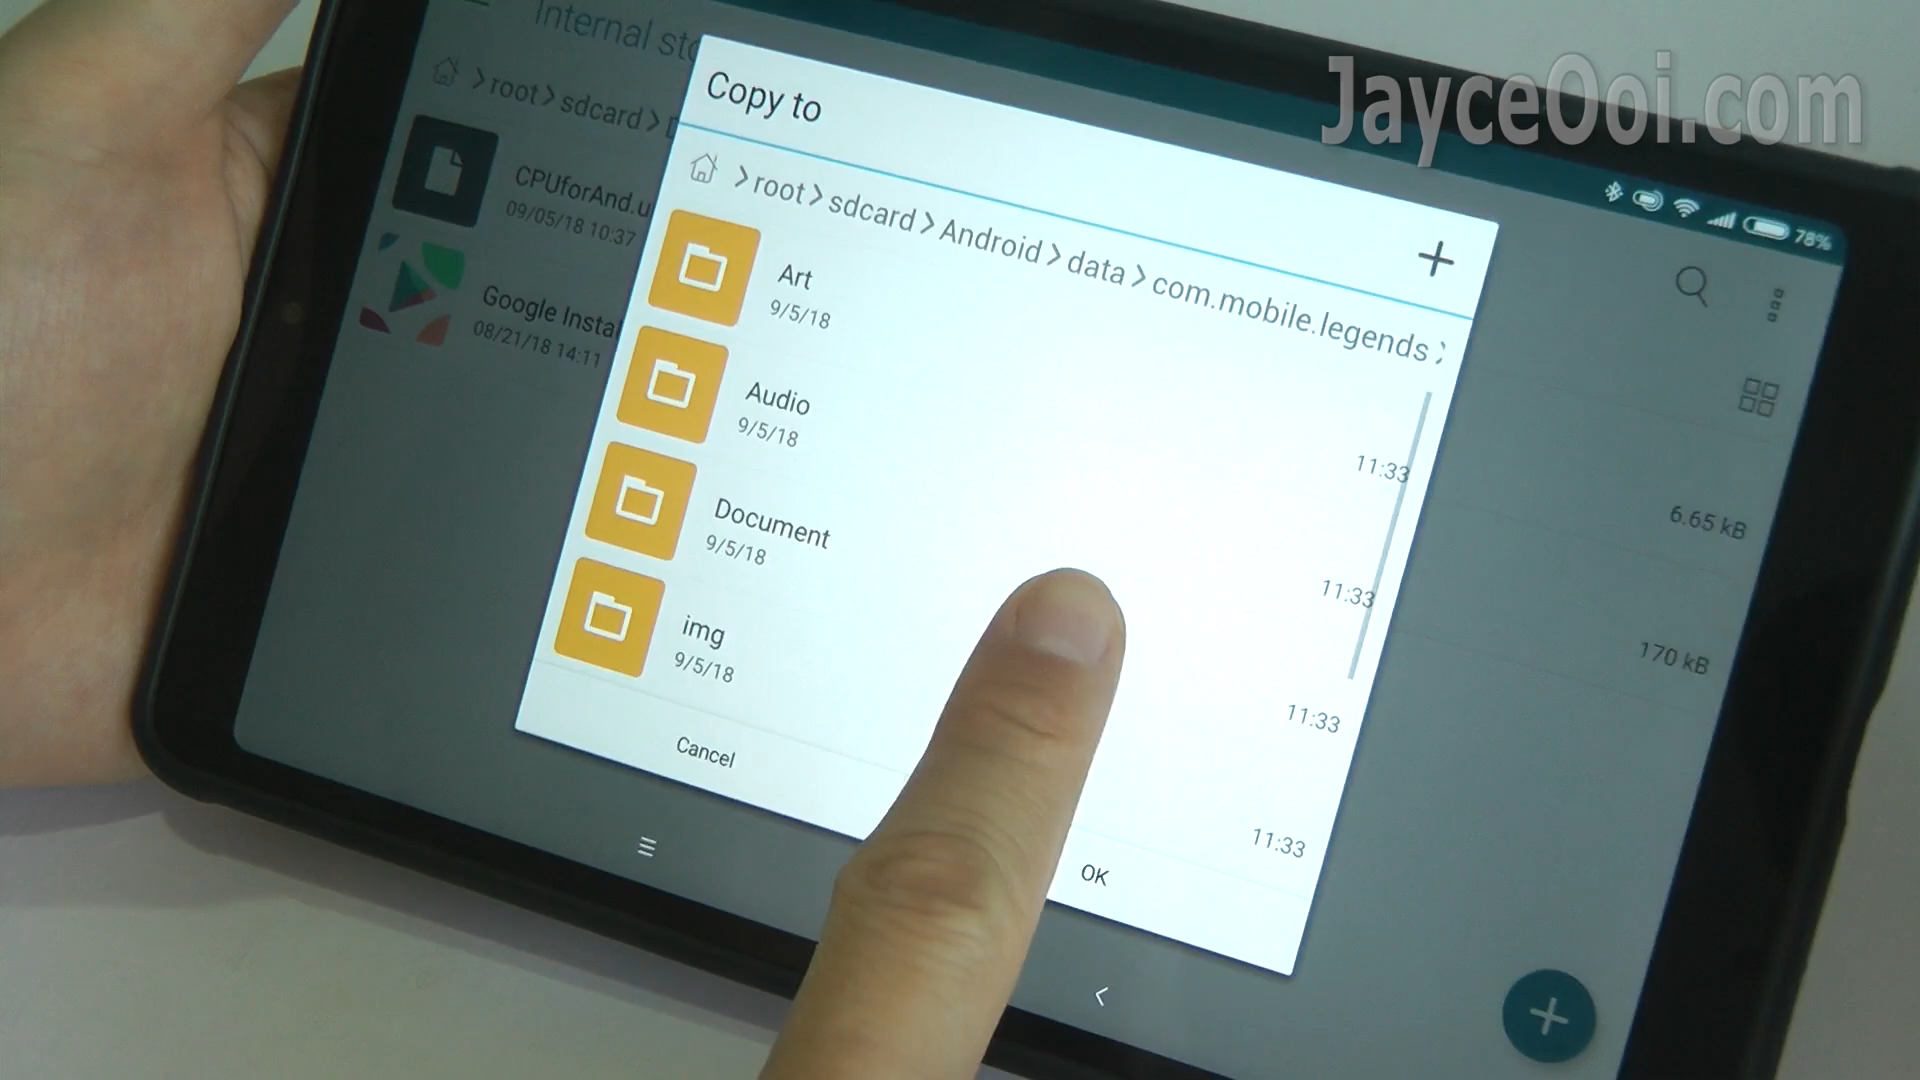 JayceOoi.com
Internal
root > sdcard >
78%
CPUforAnd.u
09/05/18 10:37
6.65 kB
Google Instal
08/21/18 14:11
170 kB
Copy to
> root > sdcard > Android > data > com.mobile.legends >
Art
9/5/18
11:33
Audio
9/5/18
11:33
Document
9/5/18
11:33
img
9/5/18
11:33
Cancel
OK